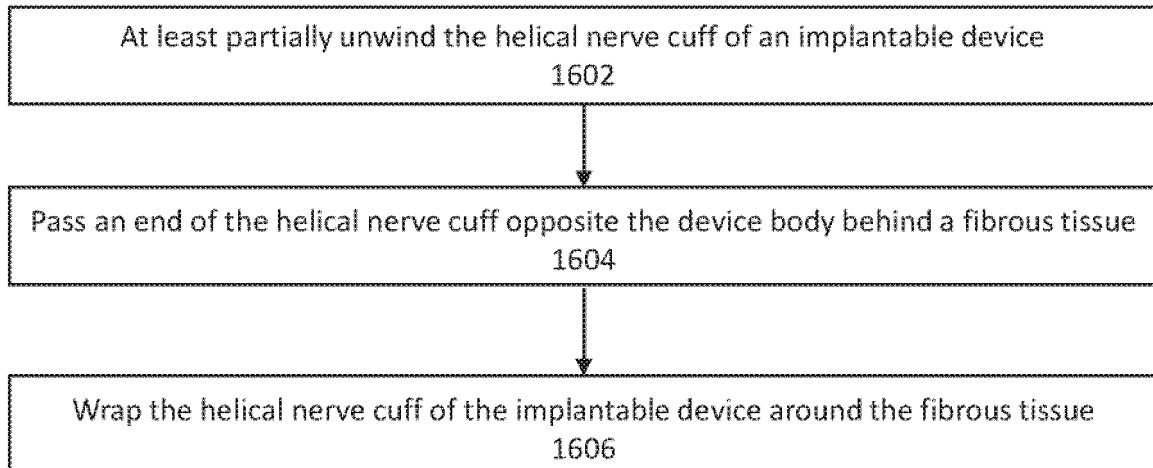 At least partially unwind the helical nerve cuff of an implantable device
1602
Pass an end of the helical nerve cuff opposite the device body behind a fibrous tissue
1604
Wrap the helical nerve cuff of the implantable device around the fibrous tissue
1606